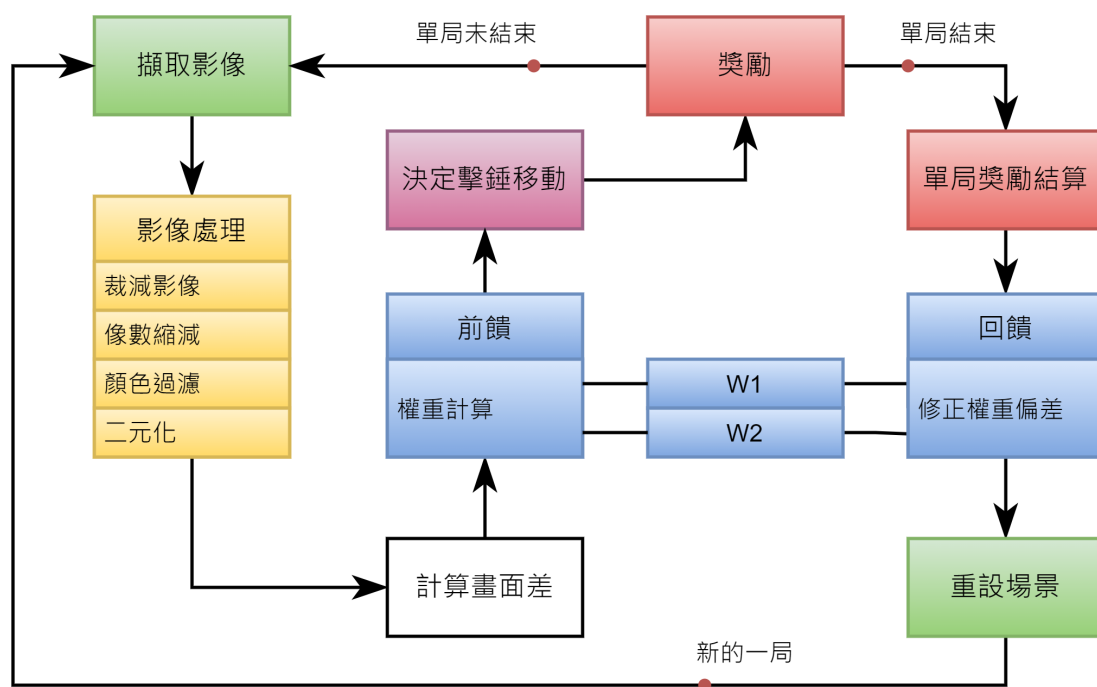 單局未結束
單局結束
擷取影像
獎勵
決定擊錘移動
單局獎勵結算
影像處理
裁減影像
像數縮減
顏色過濾
二元化
前饋
權重計算
W1
W2
回饋
修正權重偏差
計算畫面差
重設場景
新的一局